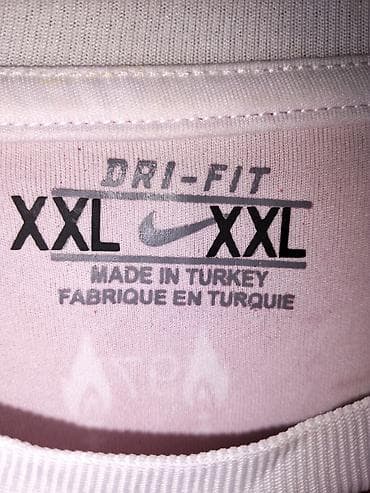 DRI-FIT
XXL XXL
MADE IN TURKEY
FABRIQUE EN TURQUIE